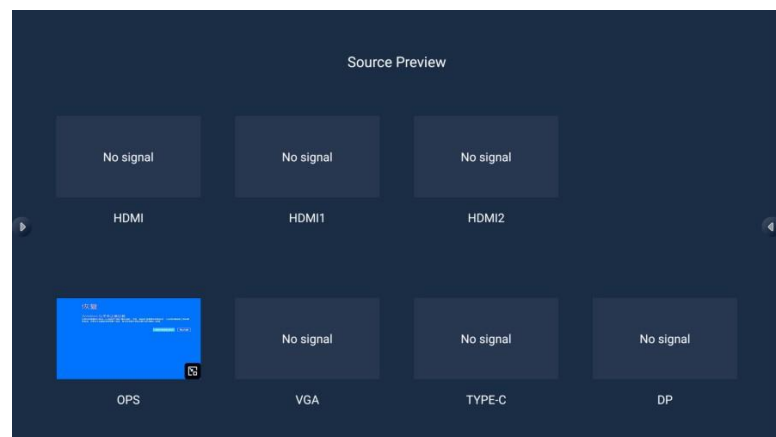 Source Preview
No signal
No signal
No signal
HDMI
HDMI1
HDMI2
No signal
No signal
No signal
OPS
VGA
TYPE-C
DP